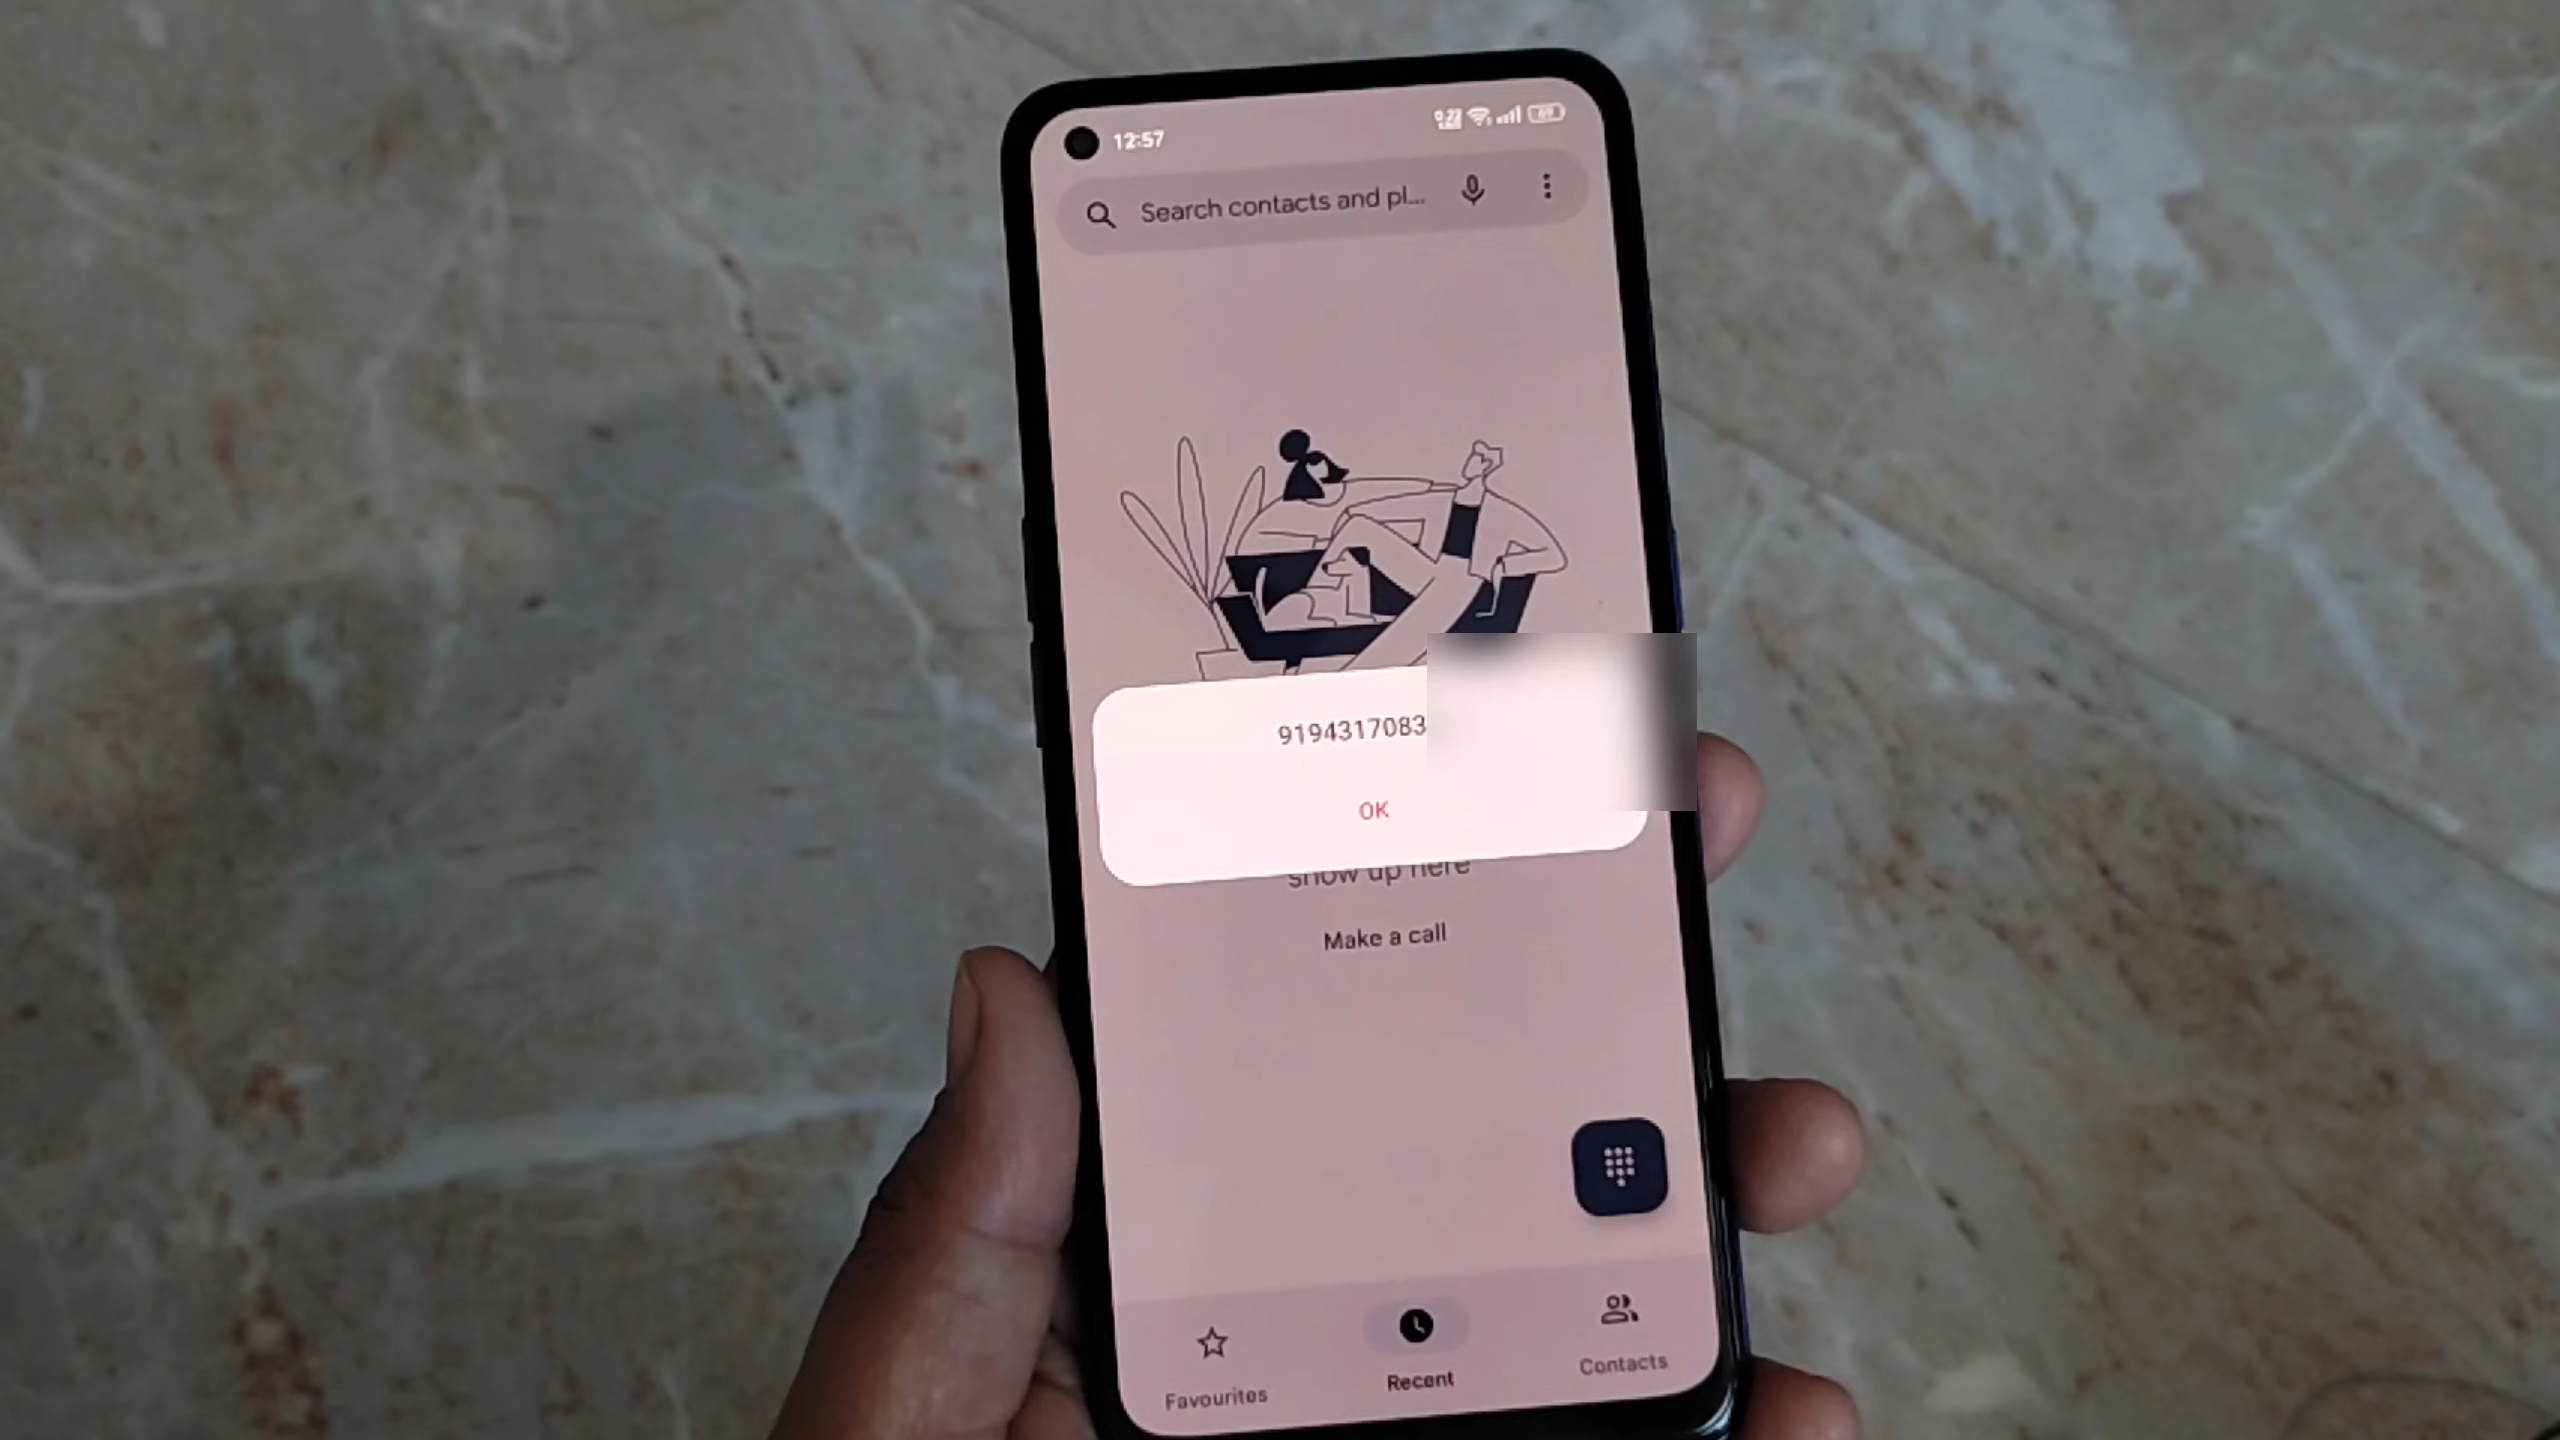 12:57
Search contacts and pl...
9194317083
OK
show up here
Make a call
Favourites
Recent
Contacts